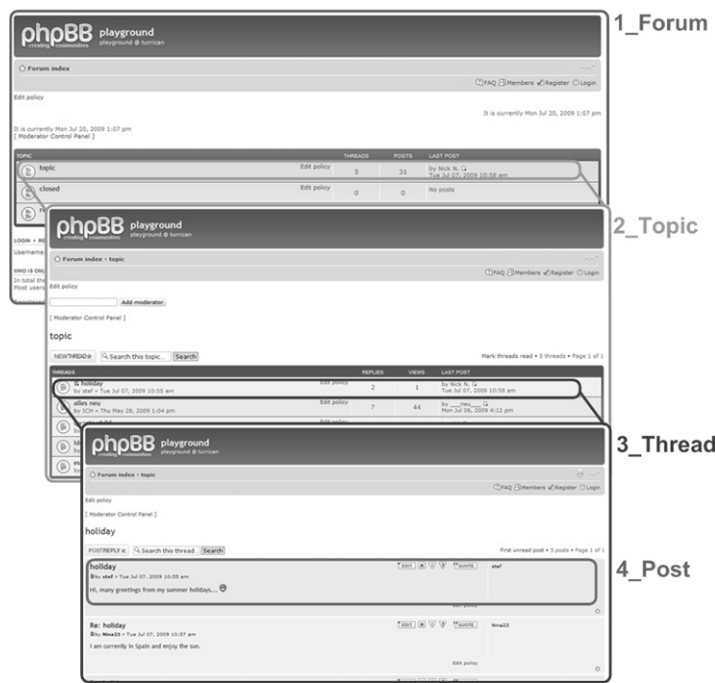 1_Forum
phpBB playground
creating communities playground @ turrican
Forum index
FAQ Members Register Login
Edit policy
It is currently Mon Jul 20, 2009 1:07 pm
It is currently Mon Jul 20, 2009 1:07 pm
[ Moderator Control Panel ]
TOPIC THREADS POSTS LAST POST
topic Edit policy 5 31 by Nick N.
Tue Jul 07, 2009 10:58 am
closed Edit policy 0 0 No posts
2_Topic
phpBB playground
creating communities playground @ turrican
LOGIN •
Username
Forum index ‹ topic
WHO IS
In total
Most
FAQ Members Register Login
Edit policy
Add moderator
[ Moderator Control Panel ]
topic
NEWTHREAD Search this topic... Search Mark threads read • 5 threads • Page 1 of 1
THREADS REPLIES VIEWS LAST POST
holiday Edit policy 2 1 by Nick N.
by stef » Tue Jul 07, 2009 10:55 am Tue Jul 07, 2009 10:58 am
alles neu Edit policy 7 44 by __neu__
by ICH » Thu May 28, 2009 1:04 pm Mon Jul 06, 2009 4:12 pm
3_Thread
phpBB playground
creating communities playground @ turrican
Forum index ‹ topic
FAQ Members Register Login
Edit policy
[ Moderator Control Panel ]
holiday
POSTREPLY Search this thread... Search First unread post • 3 posts • Page 1 of 1
4_Post
holiday EDIT QUOTE stef
by stef » Tue Jul 07, 2009 10:55 am
Hi, many greetings from my summer holidays...
Edit policy
Re: holiday EDIT QUOTE Nina23
by Nina23 » Tue Jul 07, 2009 10:57 am
I am currently in Spain and enjoy the sun.
Edit policy